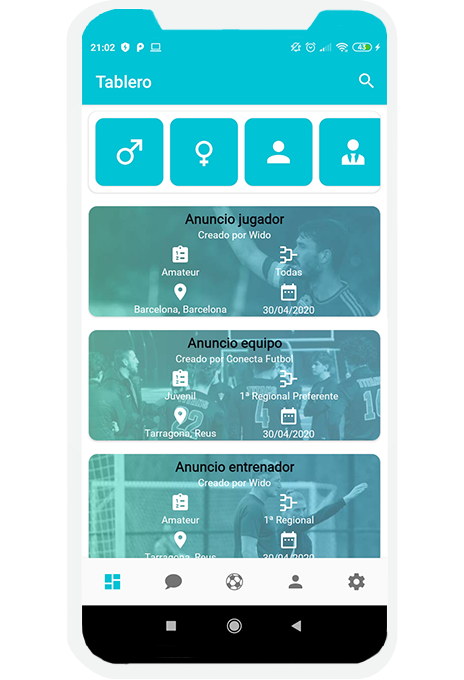 21:02
43
Tablero
Anuncio jugador
Creado por Wido
Amateur Todas
Barcelona, Barcelona 30/04/2020
Anuncio equipo
Creado por Conecta Futbol
Juvenil 1ª Regional Preferente
Tarragona, Reus 30/04/2020
Anuncio entrenador
Creado por Wido
Amateur 1ª Regional
Tarragona, Reus 30/04/2020